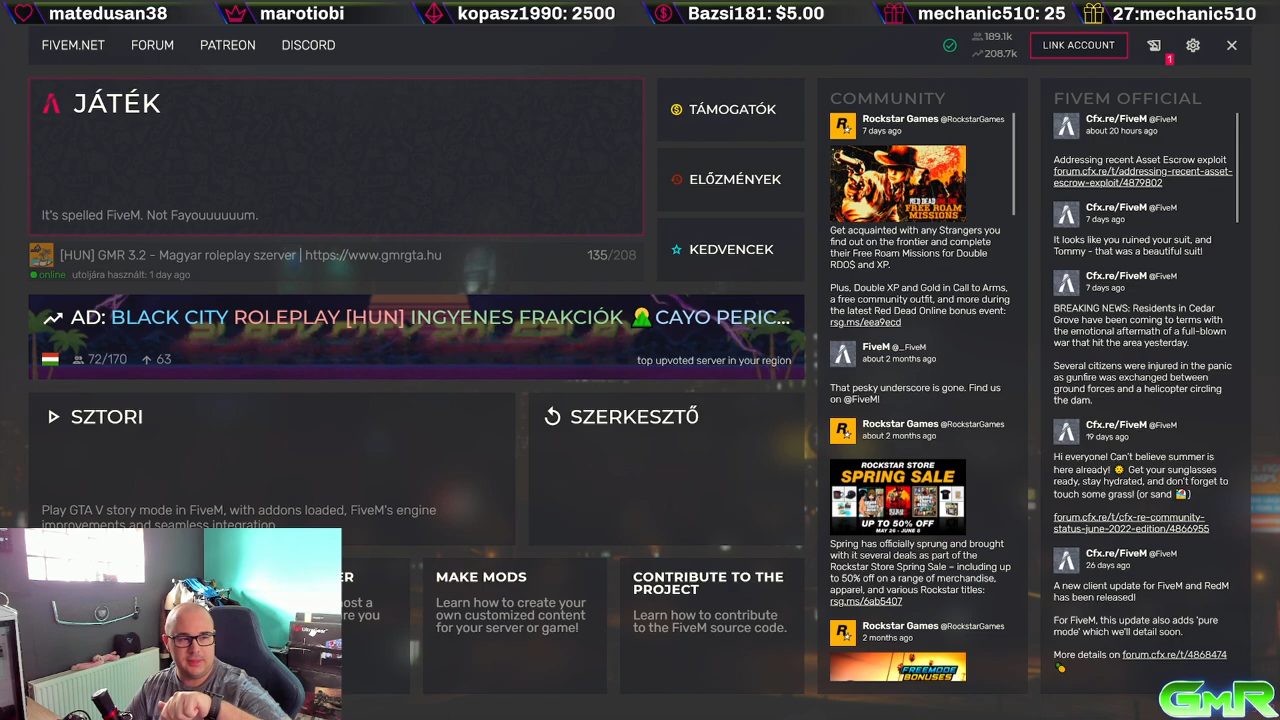 matedusan38
marotiobi
kopasz1990: 2500
Bazsi181: $5.00
mechanic510: 25
27:mechanic510
FIVEM.NET
FORUM
PATREON
DISCORD
189.1k
208.7k
LINK ACCOUNT
1
JÁTÉK
It's spelled FiveM. Not Fayouuuuuum.
[HUN] GMR 3.2 - Magyar roleplay szerver | https://www.gmrgta.hu
135/208
online
utoljára használt: 1 day ago
TÁMOGATÓK
ELŐZMÉNYEK
KEDVENCEK
AD: BLACK CITY ROLEPLAY [HUN] INGYENES FRAKCIÓK CAYO PERIC...
72/170
63
top upvoted server in your region
SZTORI
Play GTA V story mode in FiveM, with addons loaded, FiveM's engine
improvements and seamless integration
SZERKESZTŐ
MAKE MODS
Learn how to create your
own customized content
for your server or game!
CONTRIBUTE TO THE
PROJECT
Learn how to contribute
to the FiveM source code.
COMMUNITY
Rockstar Games @RockstarGames
7 days ago
RED DEAD ONLINE
FREE ROAM
MISSIONS
Get acquainted with any Strangers you
find out on the frontier and complete
their Free Roam Missions for Double
RDO$ and XP.
Plus, Double XP and Gold in Call to Arms,
a free community outfit, and more during
the latest Red Dead Online bonus event:
rsg.ms/eea9ecd
FiveM @_FiveM
about 2 months ago
That pesky underscore is gone. Find us
on @FiveM!
Rockstar Games @RockstarGames
about 2 months ago
ROCKSTAR STORE
SPRING SALE
UP TO 50% OFF
MAY 26 - JUNE 8
Spring has officially sprung and brought
with it several deals as part of the
Rockstar Store Spring Sale – including up
to 50% off on a range of merchandise,
apparel, and various Rockstar titles:
rsg.ms/6ab5407
Rockstar Games @RockstarGames
2 months ago
FREEMODE
BONUSES
FIVEM OFFICIAL
Cfx.re/FiveM @FiveM
about 20 hours ago
Addressing recent Asset Escrow exploit
forum.cfx.re/t/addressing-recent-asset-
escrow-exploit/4879802
Cfx.re/FiveM @FiveM
7 days ago
It looks like you ruined your suit, and
Tommy - that was a beautiful suit!
Cfx.re/FiveM @FiveM
7 days ago
BREAKING NEWS: Residents in Cedar
Grove have been coming to terms with
the emotional aftermath of a full-blown
war that hit the area yesterday.
Several citizens were injured in the panic
as gunfire was exchanged between
ground forces and a helicopter circling
the dam.
Cfx.re/FiveM @FiveM
19 days ago
Hi everyone! Can't believe summer is
here already! Get your sunglasses
ready, stay hydrated, and don't forget to
touch some grass! (or sand )
forum.cfx.re/t/cfx-re-community-
status-june-2022-edition/4866955
Cfx.re/FiveM @FiveM
26 days ago
A new client update for FiveM and RedM
has been released!
For FiveM, this update also adds 'pure
mode' which we'll detail soon.
More details on forum.cfx.re/t/4868474
GMR